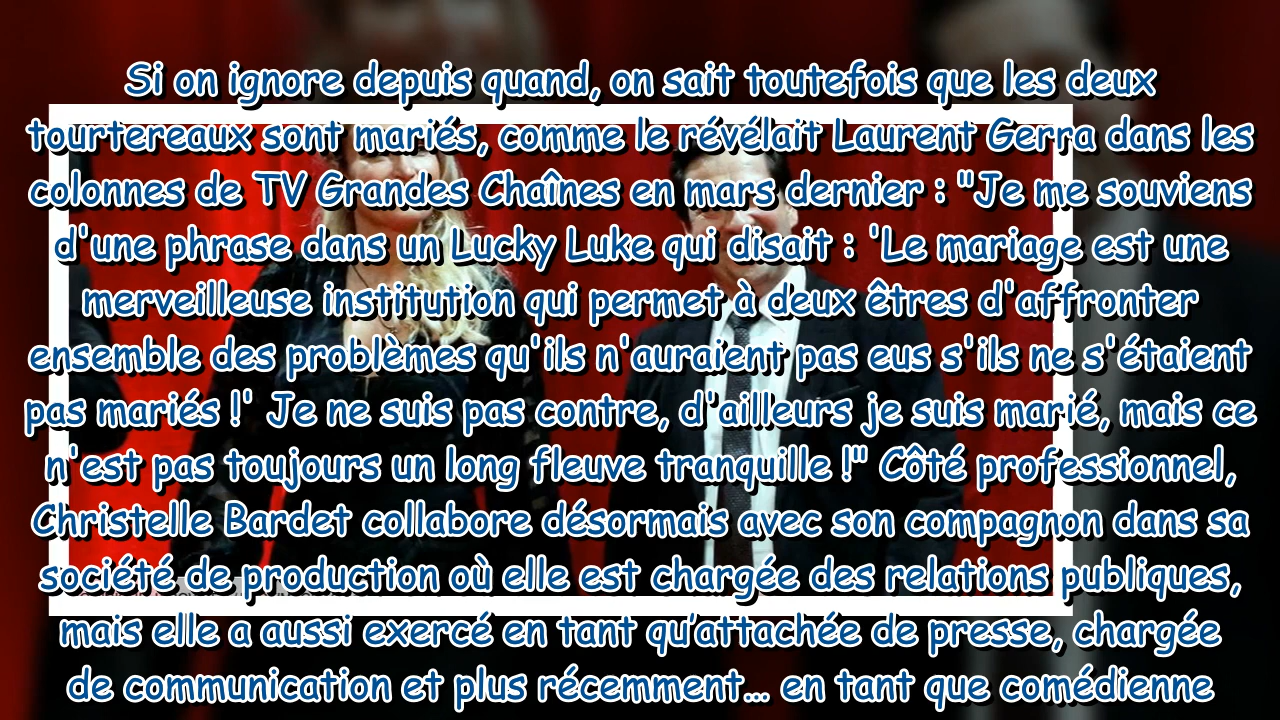 Si on ignore depuis quand, on sait toutefois que les deux
tourtereaux sont mariés, comme le révélait Laurent Gerra dans les
colonnes de TV Grandes Chaînes en mars dernier : "Je me souviens
d'une phrase dans un Lucky Luke qui disait : 'Le mariage est une
merveilleuse institution qui permet à deux êtres d'affronter
ensemble des problèmes qu'ils n'auraient pas eus s'ils ne s'étaient
pas mariés !' Je ne suis pas contre, d'ailleurs je suis marié, mais ce
n'est pas toujours un long fleuve tranquille !" Côté professionnel,
Christelle Bardet collabore désormais avec son compagnon dans sa
société de production où elle est chargée des relations publiques,
mais elle a aussi exercé en tant qu’attachée de presse, chargée
de communication et plus récemment... en tant que comédienne